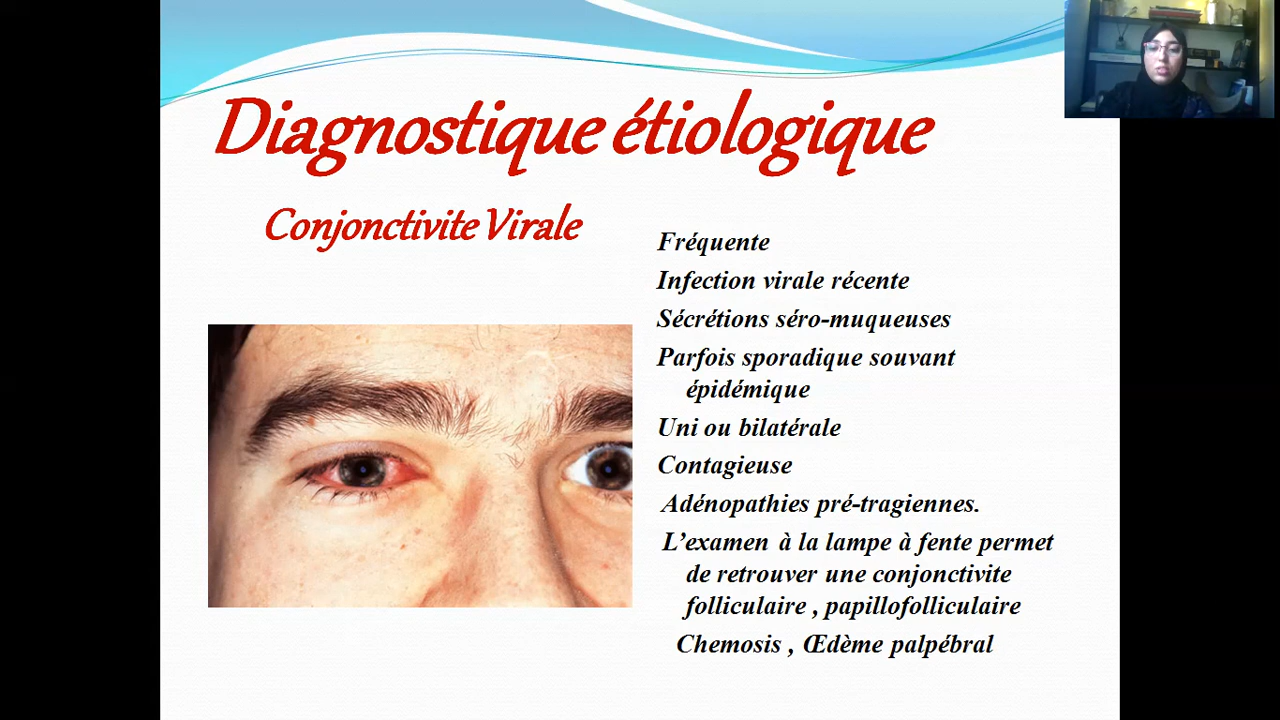 Diagnostique étiologique
Conjonctivite Virale
Fréquente
Infection virale récente
Sécrétions séro-muqueuses
Parfois sporadique souvant
épidémique
Uni ou bilatérale
Contagieuse
Adénopathies pré-tragiennes.
L’examen à la lampe à fente permet
de retrouver une conjonctivite
folliculaire , papillofolliculaire
Chemosis , Œdème palpébral